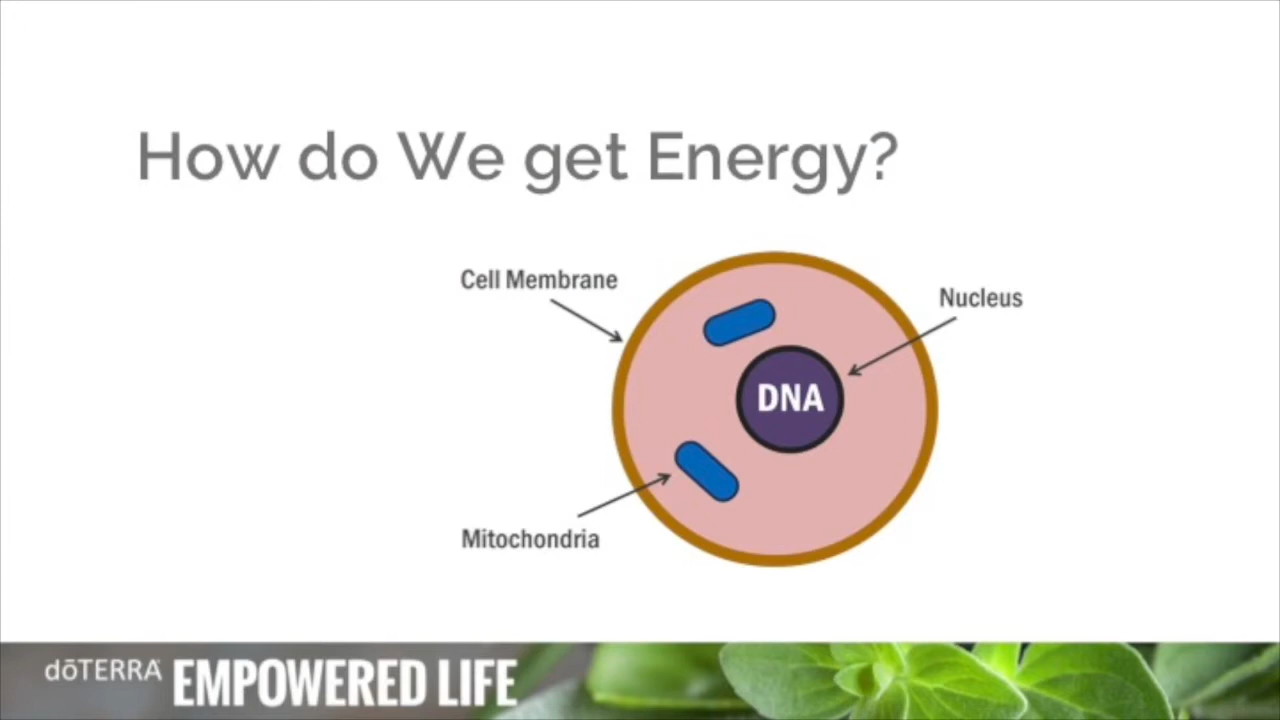 How do We get Energy?
Cell Membrane
Nucleus
DNA
Mitochondria
dōTERRA EMPOWERED LIFE